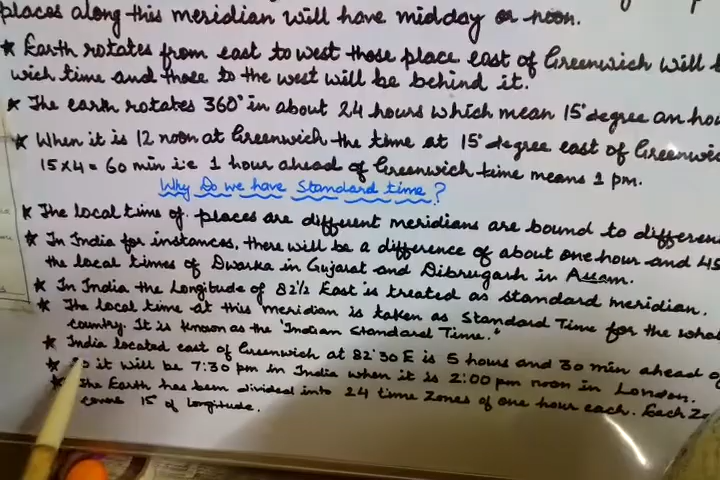 places along this meridian will have midday or noon.
★ Earth rotates from east to west those place east of Greenwich will
wich time and those to the west will be behind it.
★ The earth rotates 360° in about 24 hours which mean 15° degree an hou
★ When it is 12 noon at Greenwich the time at 15° degree east of Greenwic
15x4 = 60 min i.e 1 hour ahead of Greenwich time means 1 pm.
Why Do we have Standard time?
★ The local time of places are different meridians are bound to differen
★ In India for instances, there will be a difference of about one hour and 45
the local times of Dwarka in Gujarat and Dibrugarh in Assam.
★ In India the Longitude of 82½ East is treated as standard meridian.
★ The local time at this meridian is taken as Standard Time for the whol
country. It is known as the 'Indian Standard Time."
★ India located east of Greenwich at 82°30 E is 5 hours and 30 min ahead of
★ So it will be 7:30 pm in India when it is 2:00 pm noon in London.
★ The Earth has been divided into 24 time Zones of one hour each. Each Zo
covers 15° of longitude.